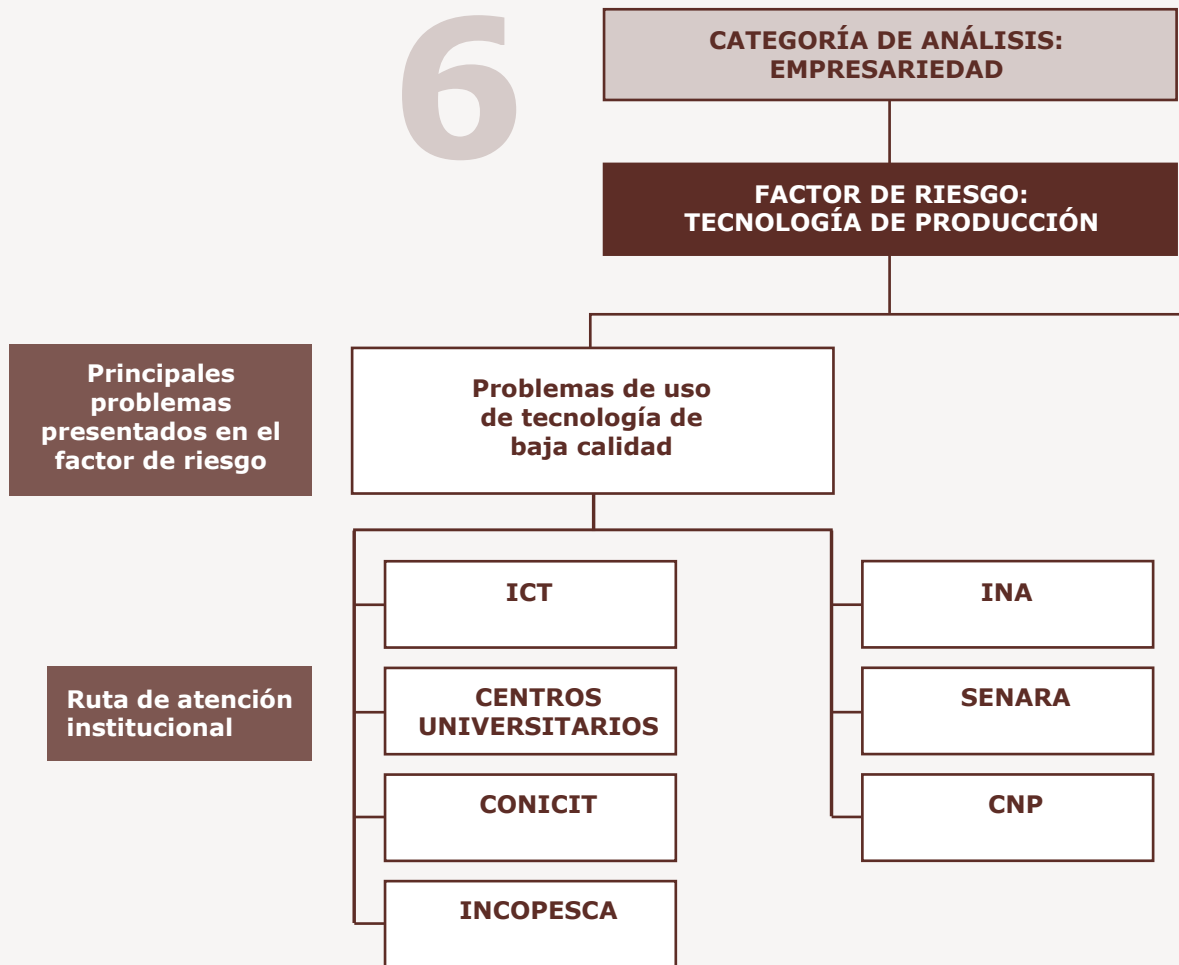 6
CATEGORÍA DE ANÁLISIS:
EMPRESARIEDAD
FACTOR DE RIESGO:
TECNOLOGÍA DE PRODUCCIÓN
Principales
problemas
presentados en el
factor de riesgo
Problemas de uso
de tecnología de
baja calidad
Ruta de atención
institucional
ICT
CENTROS
UNIVERSITARIOS
CONICIT
INCOPESCA
INA
SENARA
CNP